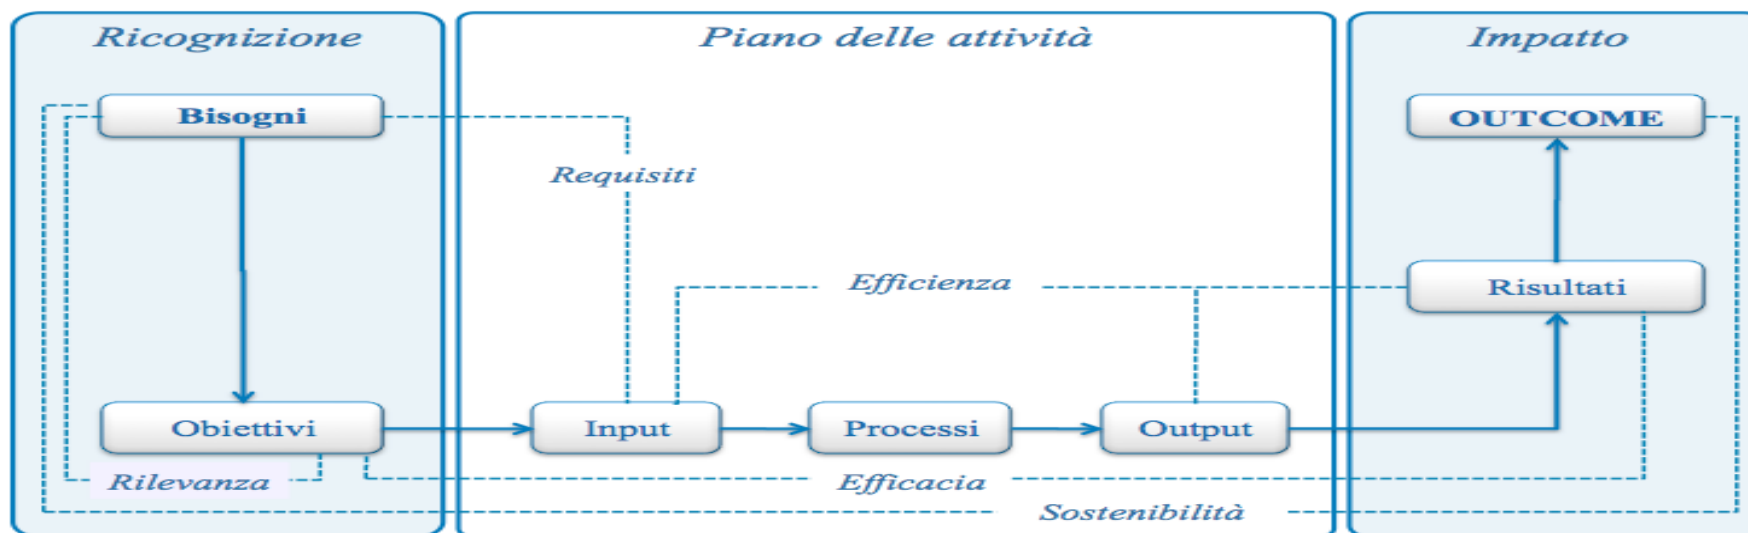 Ricognizione
Piano delle attività
Impatto
Bisogni
OUTCOME
Requisiti
Efficienza
Risultati
Obiettivi
Input
Processi
Output
Rilevanza
Efficacia
Sostenibilità